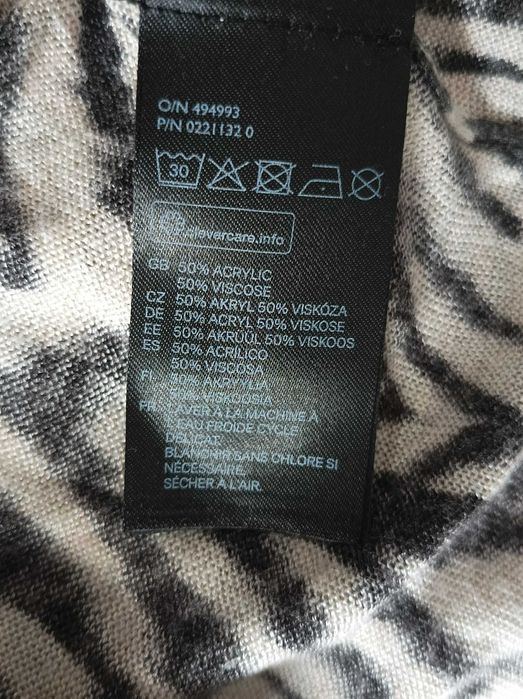 O/N 494993
P/N 0221132 0
30
clevercare.info
GB 50% ACRYLIC
50% VISCOSE
CZ 50% AKRYL 50% VISKÓZA
DE 50% ACRYL 50% VISKOSE
EE 50% AKRÜÜL 50% VISKOOS
ES 50% ACRÍLICO
50% VISCOSA
FI 50% AKRYYLIA
50% VISKOOSIA
FR LAVER À LA MACHINE À
L'EAU FROIDE CYCLE
DÉLICAT.
BLANCHIR SANS CHLORE SI
NÉCESSAIRE.
SÉCHER A L'AIR.